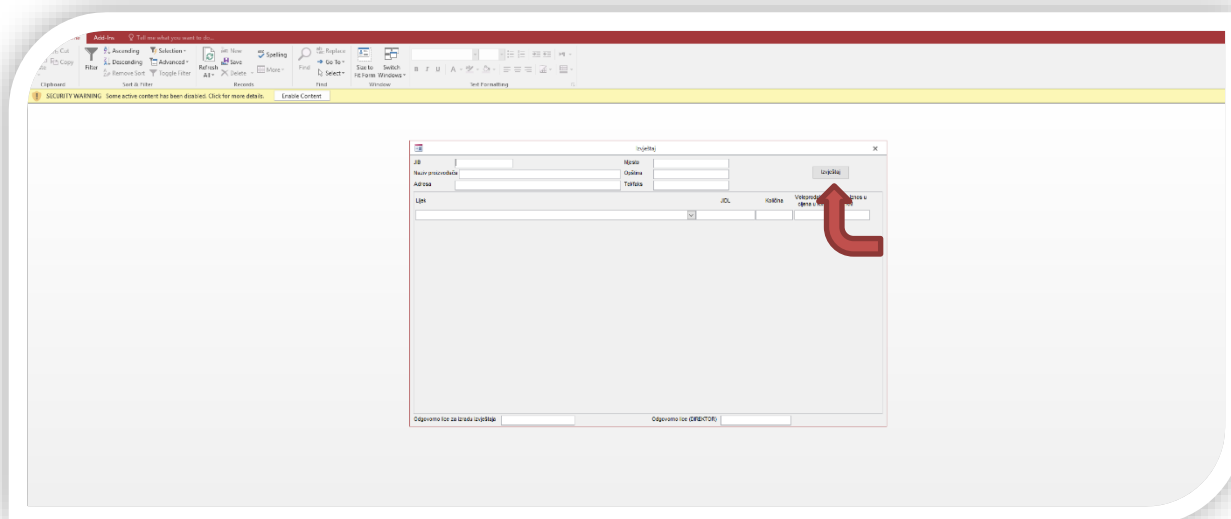 Add-Ins Tell me what you want to do...
Cut
Copy
Clipboard
Filter
Ascending
Descending
Remove Sort
Selection
Advanced
Toggle Filter
Sort & Filter
Refresh All
New
Save
Delete
Spelling
More
Records
Find
Replace
Go To
Select
Find
Size to Fit Form
Switch Windows
Window
B I U A
Text Formatting
SECURITY WARNING Some active content has been disabled. Click for more details. Enable Content
Izvještaj
JIB
Mjesto
Naziv proizvođača
Opština
Izvještaj
Adresa
Telefaks
Lijek
JIDL
Količina
Odgovorno lice za izradu izvještaja
Odgovorno lice (DIREKTOR)